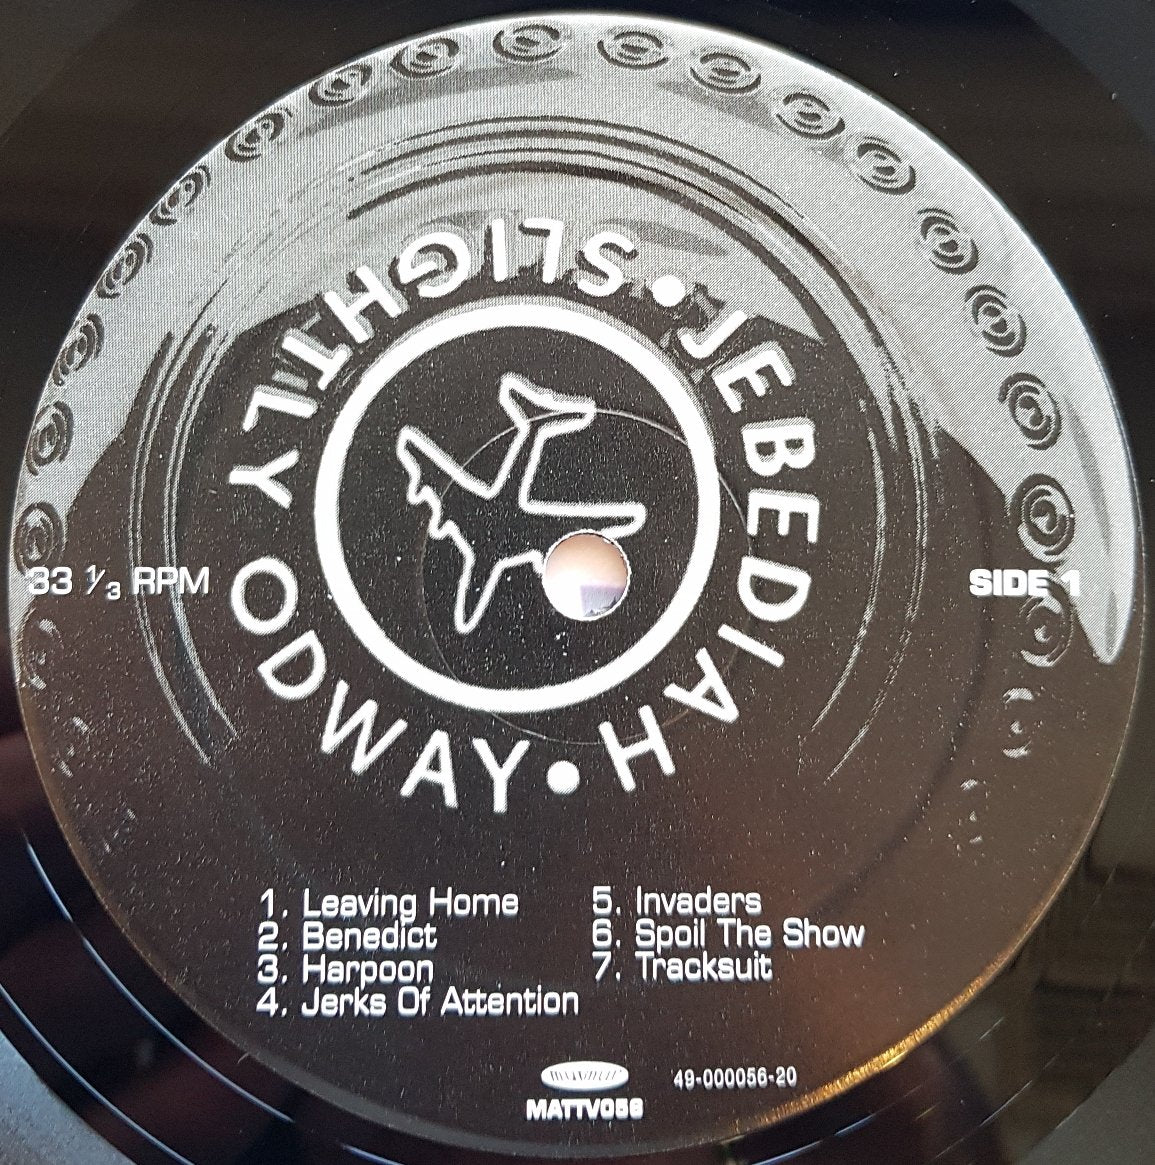 JEBEDIAH • SLIGHTLY ODWAY •
33 1/3 RPM
SIDE 1
1. Leaving Home
2. Benedict
3. Harpoon
4. Jerks Of Attention
5. Invaders
6. Spoil The Show
7. Tracksuit
49-000056-20
MATTV056